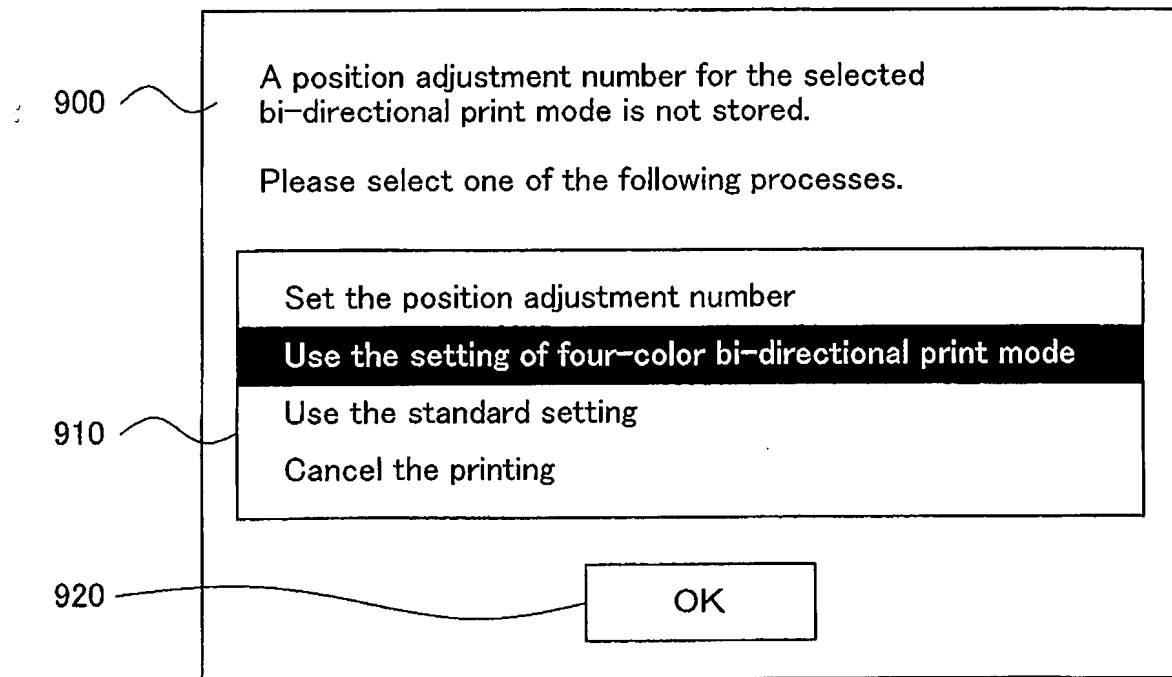 900
A position adjustment number for the selected
bi-directional print mode is not stored.
Please select one of the following processes.
Set the position adjustment number
Use the setting of four-color bi-directional print mode
910
Use the standard setting
Cancel the printing
920
OK